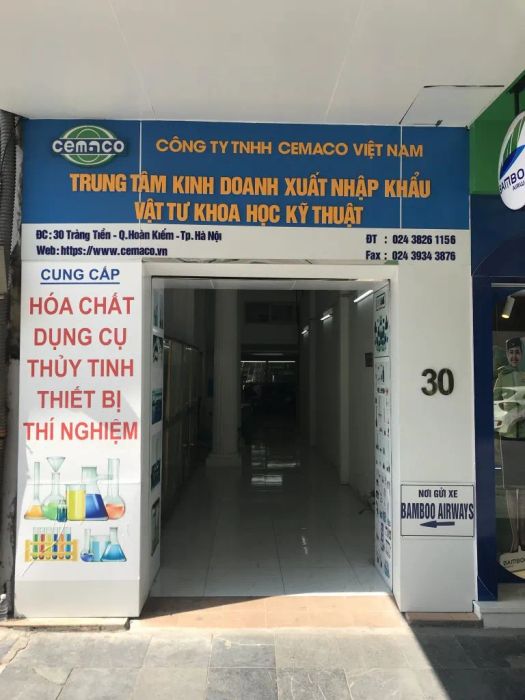 cemaco
CÔNG TY TNHH CEMACO VIỆT NAM
TRUNG TÂM KINH DOANH XUẤT NHẬP KHẨU
VẬT TƯ KHOA HỌC KỸ THUẬT
ĐC : 30 Tràng Tiền - Q.Hoàn Kiếm -Tp.Hà Nội
ĐT : 024 3826 1156
Web: https://www.cemaco.vn
Fax : 024 3934 3876
CUNG CẤP
HÓA CHẤT
DỤNG CỤ
THỦY TINH
THIẾT BỊ
THÍ NGHIỆM
30
NƠI GỬI XE
BAMBOO AIRWAYS